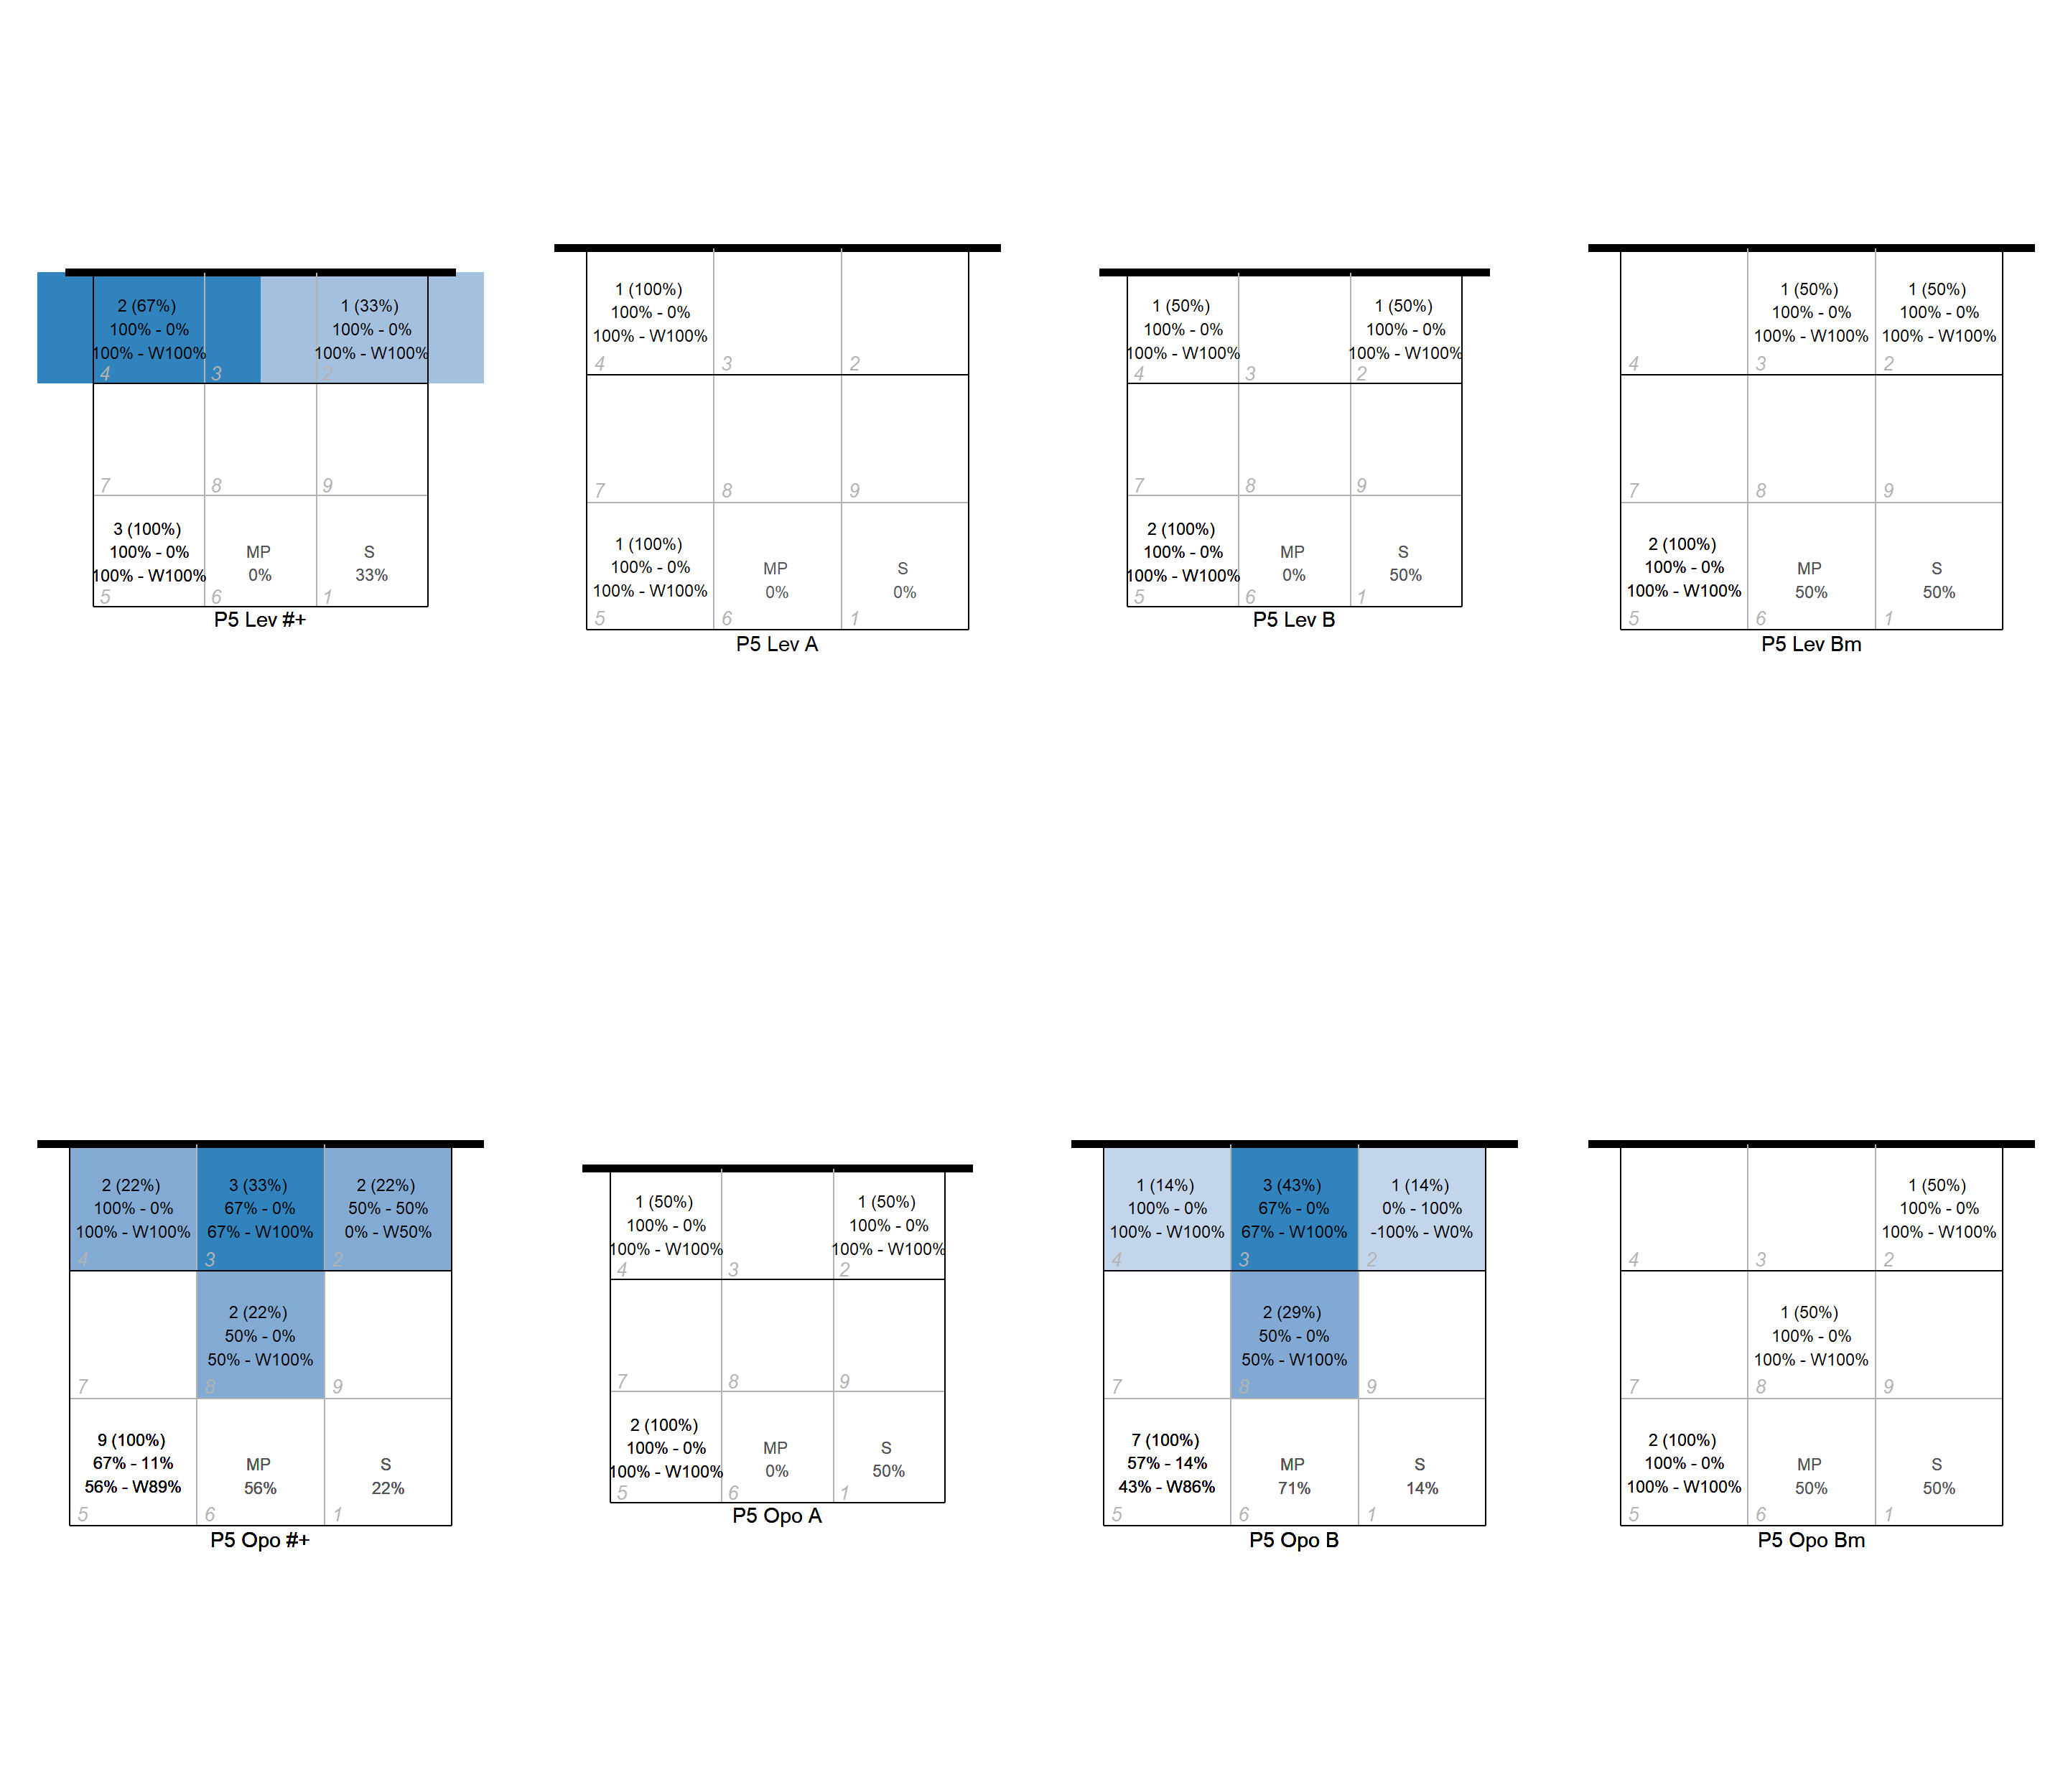 2 (67%)
100% - 0%
100% - W100%
4
3
1 (33%)
100% - 0%
100% - W100%
2
7
8
9
3 (100%)
100% - 0%
100% - W100%
5
MP
0%
6
S
33%
1
P5 Lev #+
1 (100%)
100% - 0%
100% - W100%
4
3
2
7
8
9
1 (100%)
100% - 0%
100% - W100%
5
MP
0%
6
S
0%
1
P5 Lev A
1 (50%)
100% - 0%
100% - W100%
4
3
1 (50%)
100% - 0%
100% - W100%
2
7
8
9
2 (100%)
100% - 0%
100% - W100%
5
MP
0%
6
S
50%
1
P5 Lev B
4
1 (50%)
100% - 0%
100% - W100%
3
1 (50%)
100% - 0%
100% - W100%
2
7
8
9
2 (100%)
100% - 0%
100% - W100%
5
MP
50%
6
S
50%
1
P5 Lev Bm
2 (22%)
100% - 0%
100% - W100%
4
3 (33%)
67% - 0%
67% - W100%
3
2 (22%)
50% - 50%
0% - W50%
2
7
2 (22%)
50% - 0%
50% - W100%
8
9
9 (100%)
67% - 11%
56% - W89%
5
MP
56%
6
S
22%
1
P5 Opo #+
1 (50%)
100% - 0%
100% - W100%
4
3
1 (50%)
100% - 0%
100% - W100%
2
7
8
9
2 (100%)
100% - 0%
100% - W100%
5
MP
0%
6
S
50%
1
P5 Opo A
1 (14%)
100% - 0%
100% - W100%
4
3 (43%)
67% - 0%
67% - W100%
3
1 (14%)
0% - 100%
-100% - W0%
2
7
2 (29%)
50% - 0%
50% - W100%
8
9
7 (100%)
57% - 14%
43% - W86%
5
MP
71%
6
S
14%
1
P5 Opo B
4
3
1 (50%)
100% - 0%
100% - W100%
2
7
1 (50%)
100% - 0%
100% - W100%
8
9
2 (100%)
100% - 0%
100% - W100%
5
MP
50%
6
S
50%
1
P5 Opo Bm